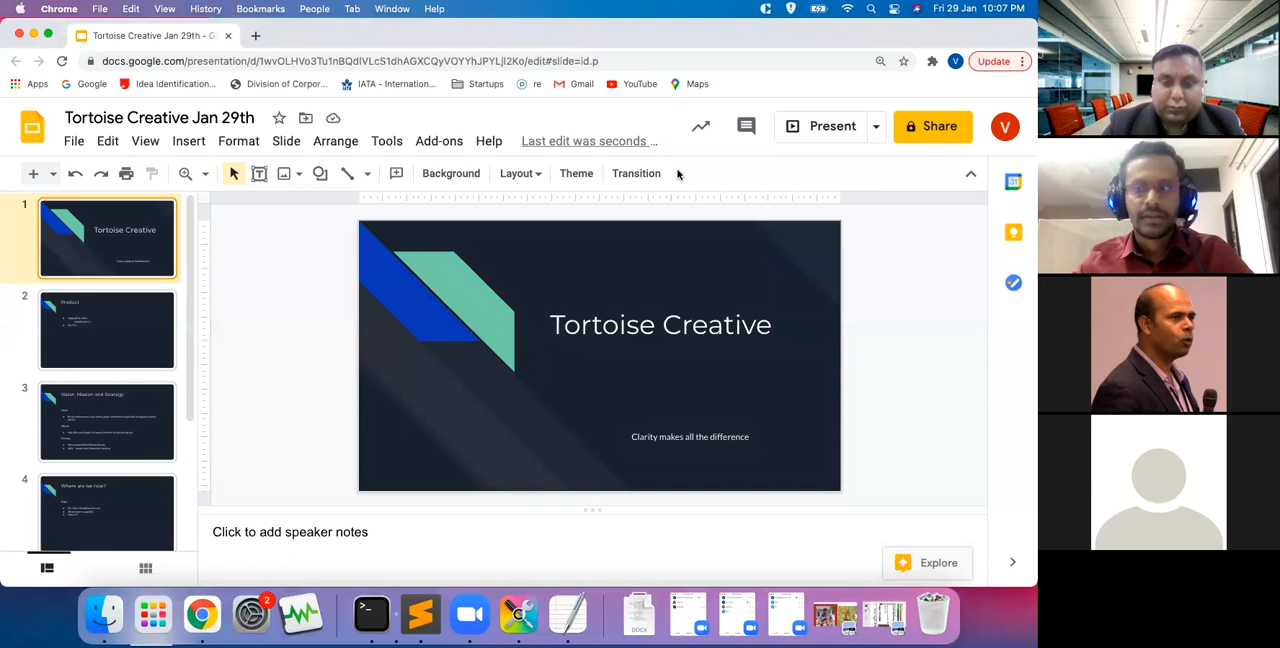 Chrome File Edit View History Bookmarks People Tab Window Help Fri 29 Jan 10:07 PM
Tortoise Creative Jan 29th - G
docs.google.com/presentation/d/1wvOLHVo3Tu1n9QdIVLcS1dhAGXCQyVOYYhJPYLjI2Ko/edit#slide=id.p V Update
Apps Google Idea Identification... Division of Corpor... IATA - Internation... Startups re Gmail YouTube Maps
Tortoise Creative Jan 29th
Present Share V
File Edit View Insert Format Slide Arrange Tools Add-ons Help Last edit was seconds ...
Background Layout Theme Transition
1
Tortoise Creative
2
Product
3
Vision, Mission and Strategy
4
Where are we now?
Tortoise Creative
Clarity makes all the difference
31
Click to add speaker notes
Explore
2
DOCX